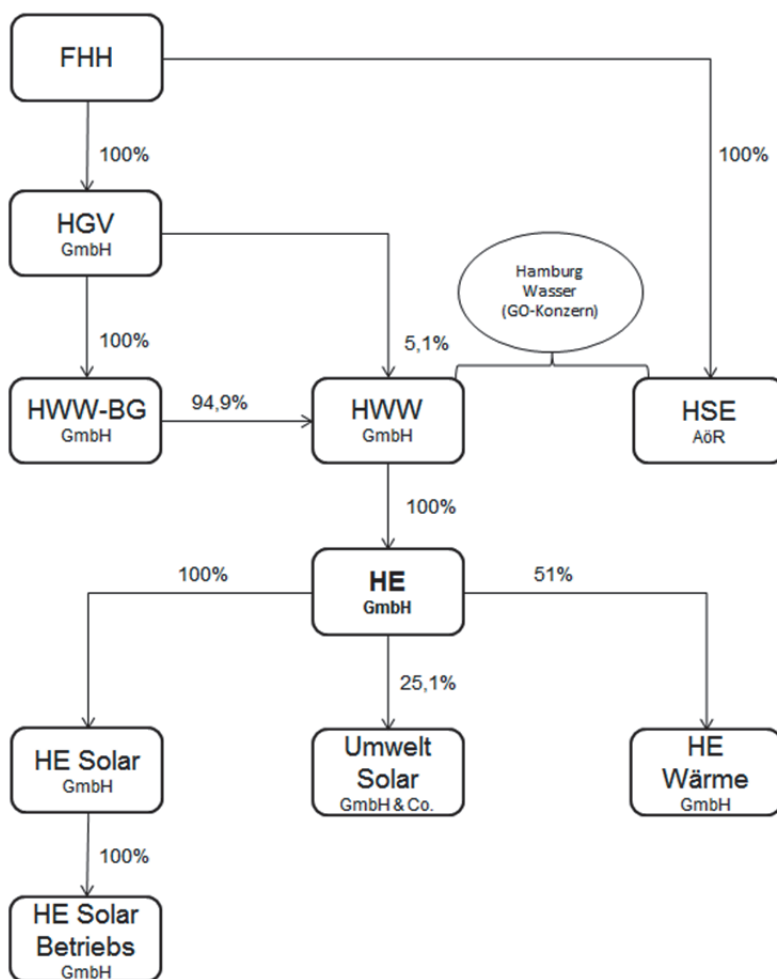 FHH
100%
100%
HGV
GmbH
Hamburg
Wasser
(GO-Konzern)
100%
5,1%
HWW-BG
GmbH
94,9%
HWW
GmbH
HSE
AöR
100%
100%
HE
GmbH
51%
25,1%
HE Solar
GmbH
Umwelt
Solar
GmbH & Co.
HE
Wärme
GmbH
100%
HE Solar
Betriebs
GmbH